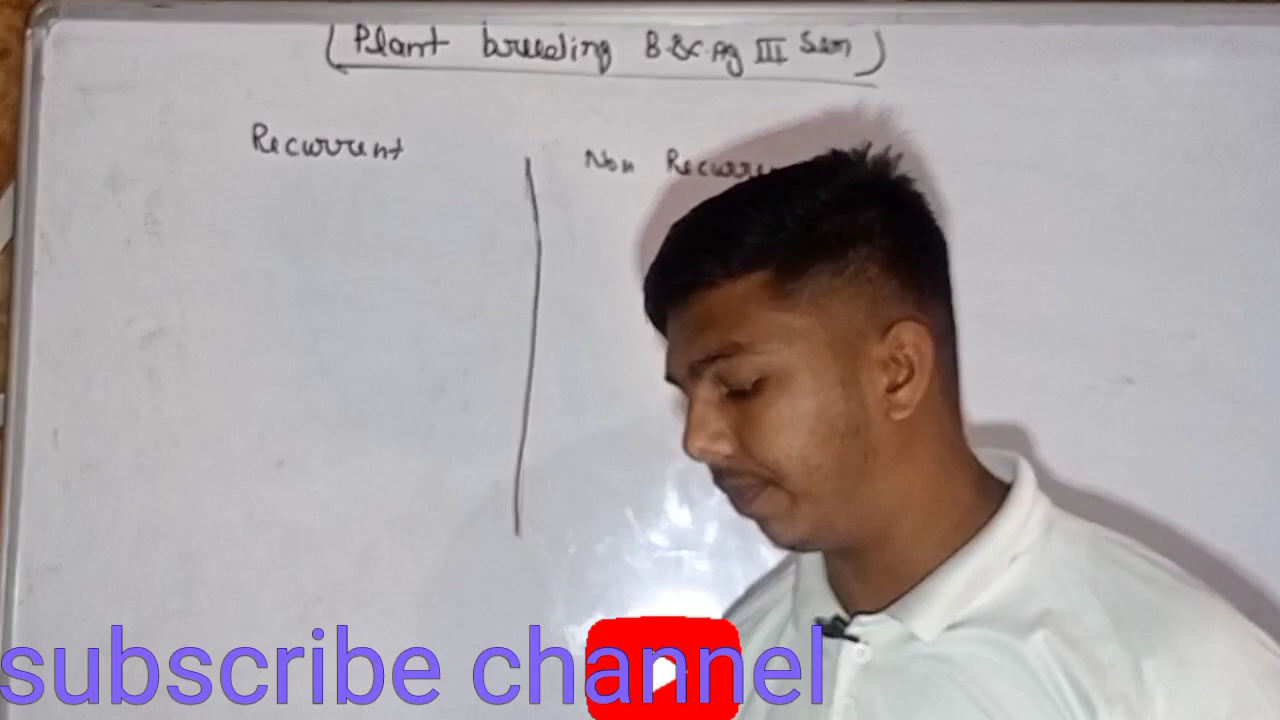 (Plant breeding B.Sc. Ag III Sem)
Recurrent
Non Recurre
subscribe channel